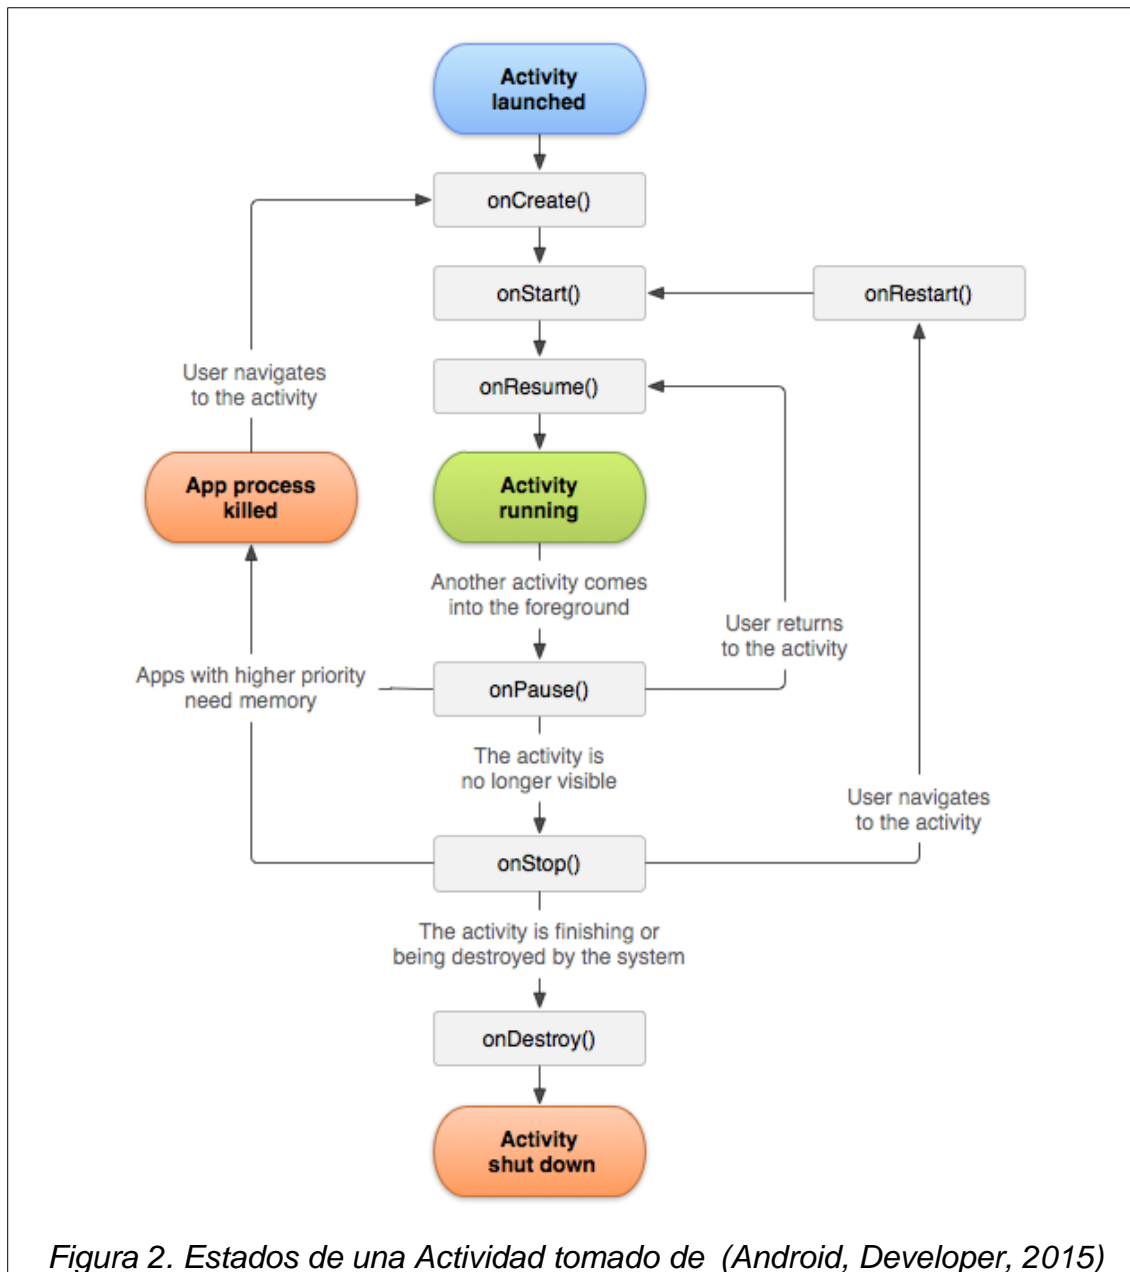 Activity
launched
onCreate()
onStart()
onRestart()
User navigates
to the activity
onResume()
App process
killed
Activity
running
Another activity comes
into the foreground
User returns
to the activity
Apps with higher priority
need memory
onPause()
The activity is
no longer visible
User navigates
to the activity
onStop()
The activity is finishing or
being destroyed by the system
onDestroy()
Activity
shut down
Figura 2. Estados de una Actividad tomado de (Android, Developer, 2015)